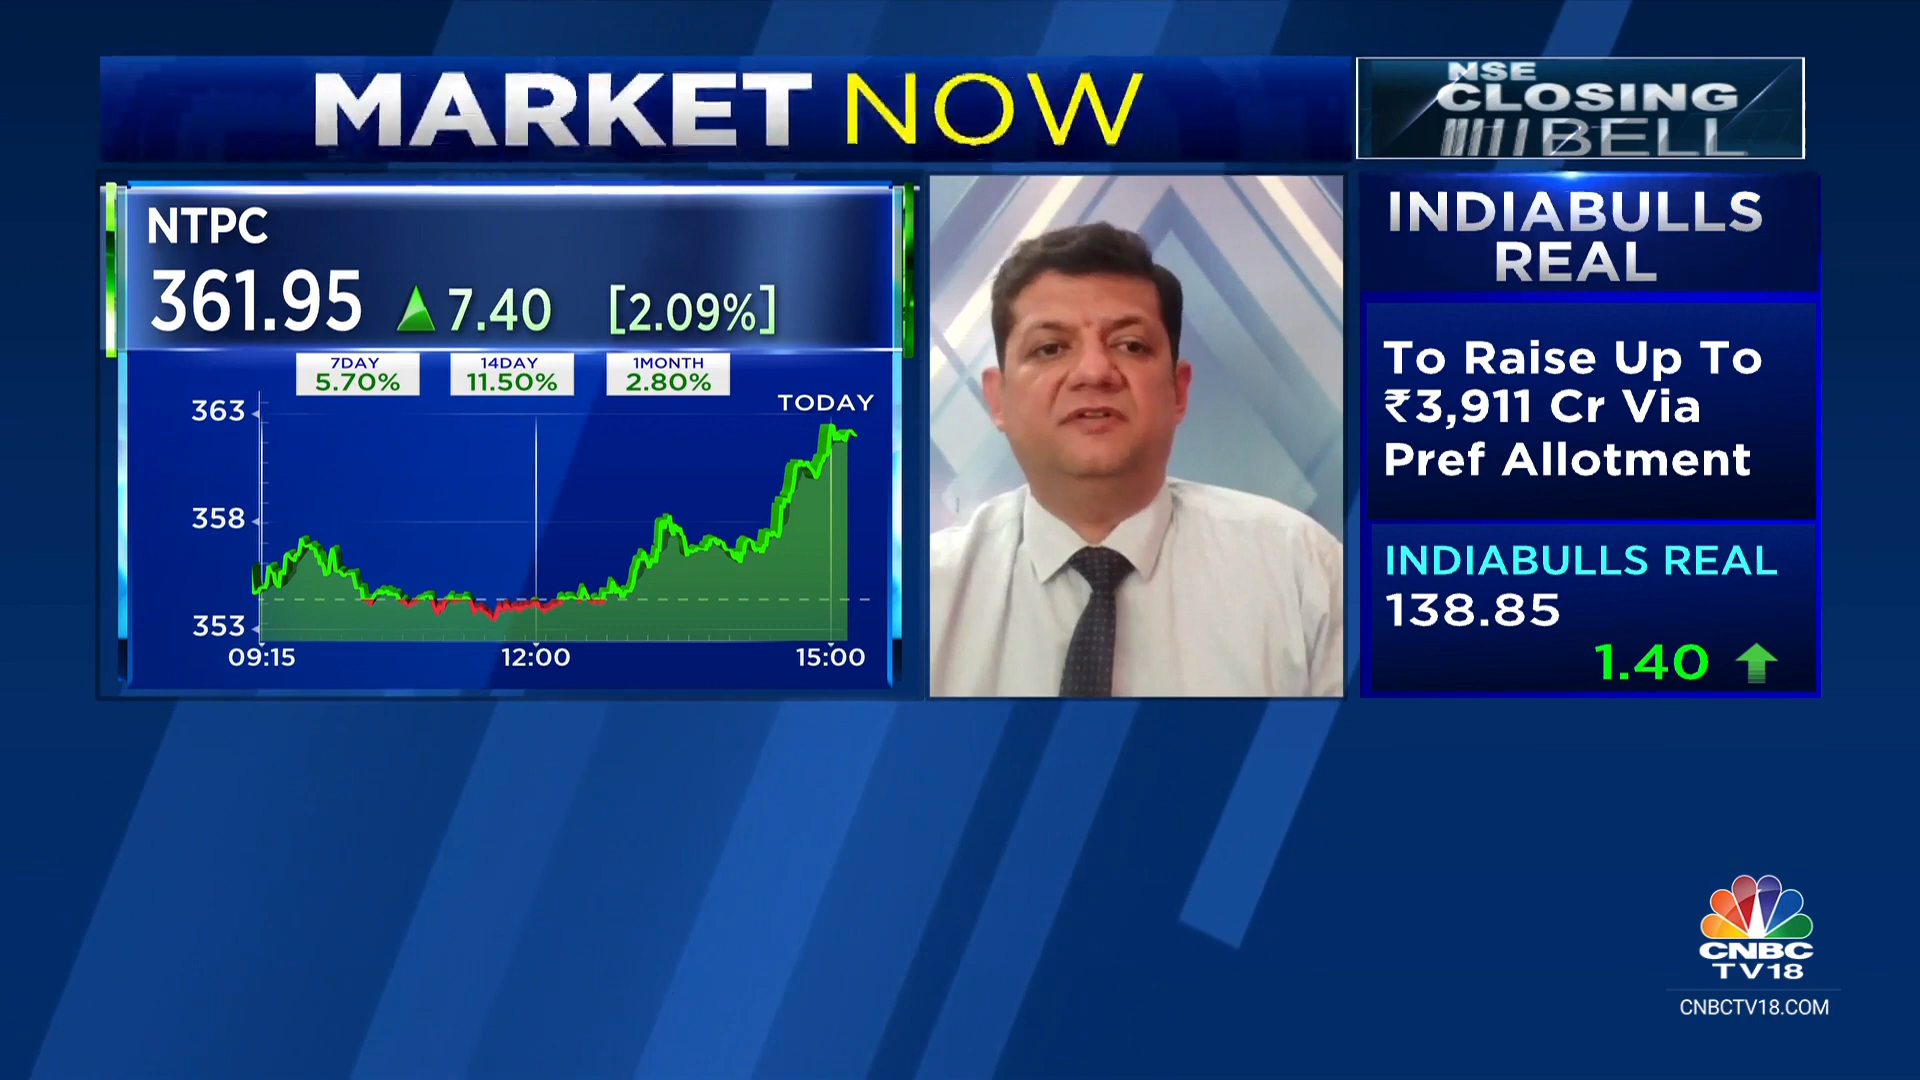 MARKET NOW
NSE
CLOSING
BELL
NTPC
361.95 ▲ 7.40 [2.09%]
7DAY
5.70%
14DAY
11.50%
1MONTH
2.80%
TODAY
363
358
353
09:15 12:00 15:00
INDIABULLS
REAL
To Raise Up To
₹3,911 Cr Via
Pref Allotment
INDIABULLS REAL
138.85
1.40
CNBC
TV18
CNBCTV18.COM